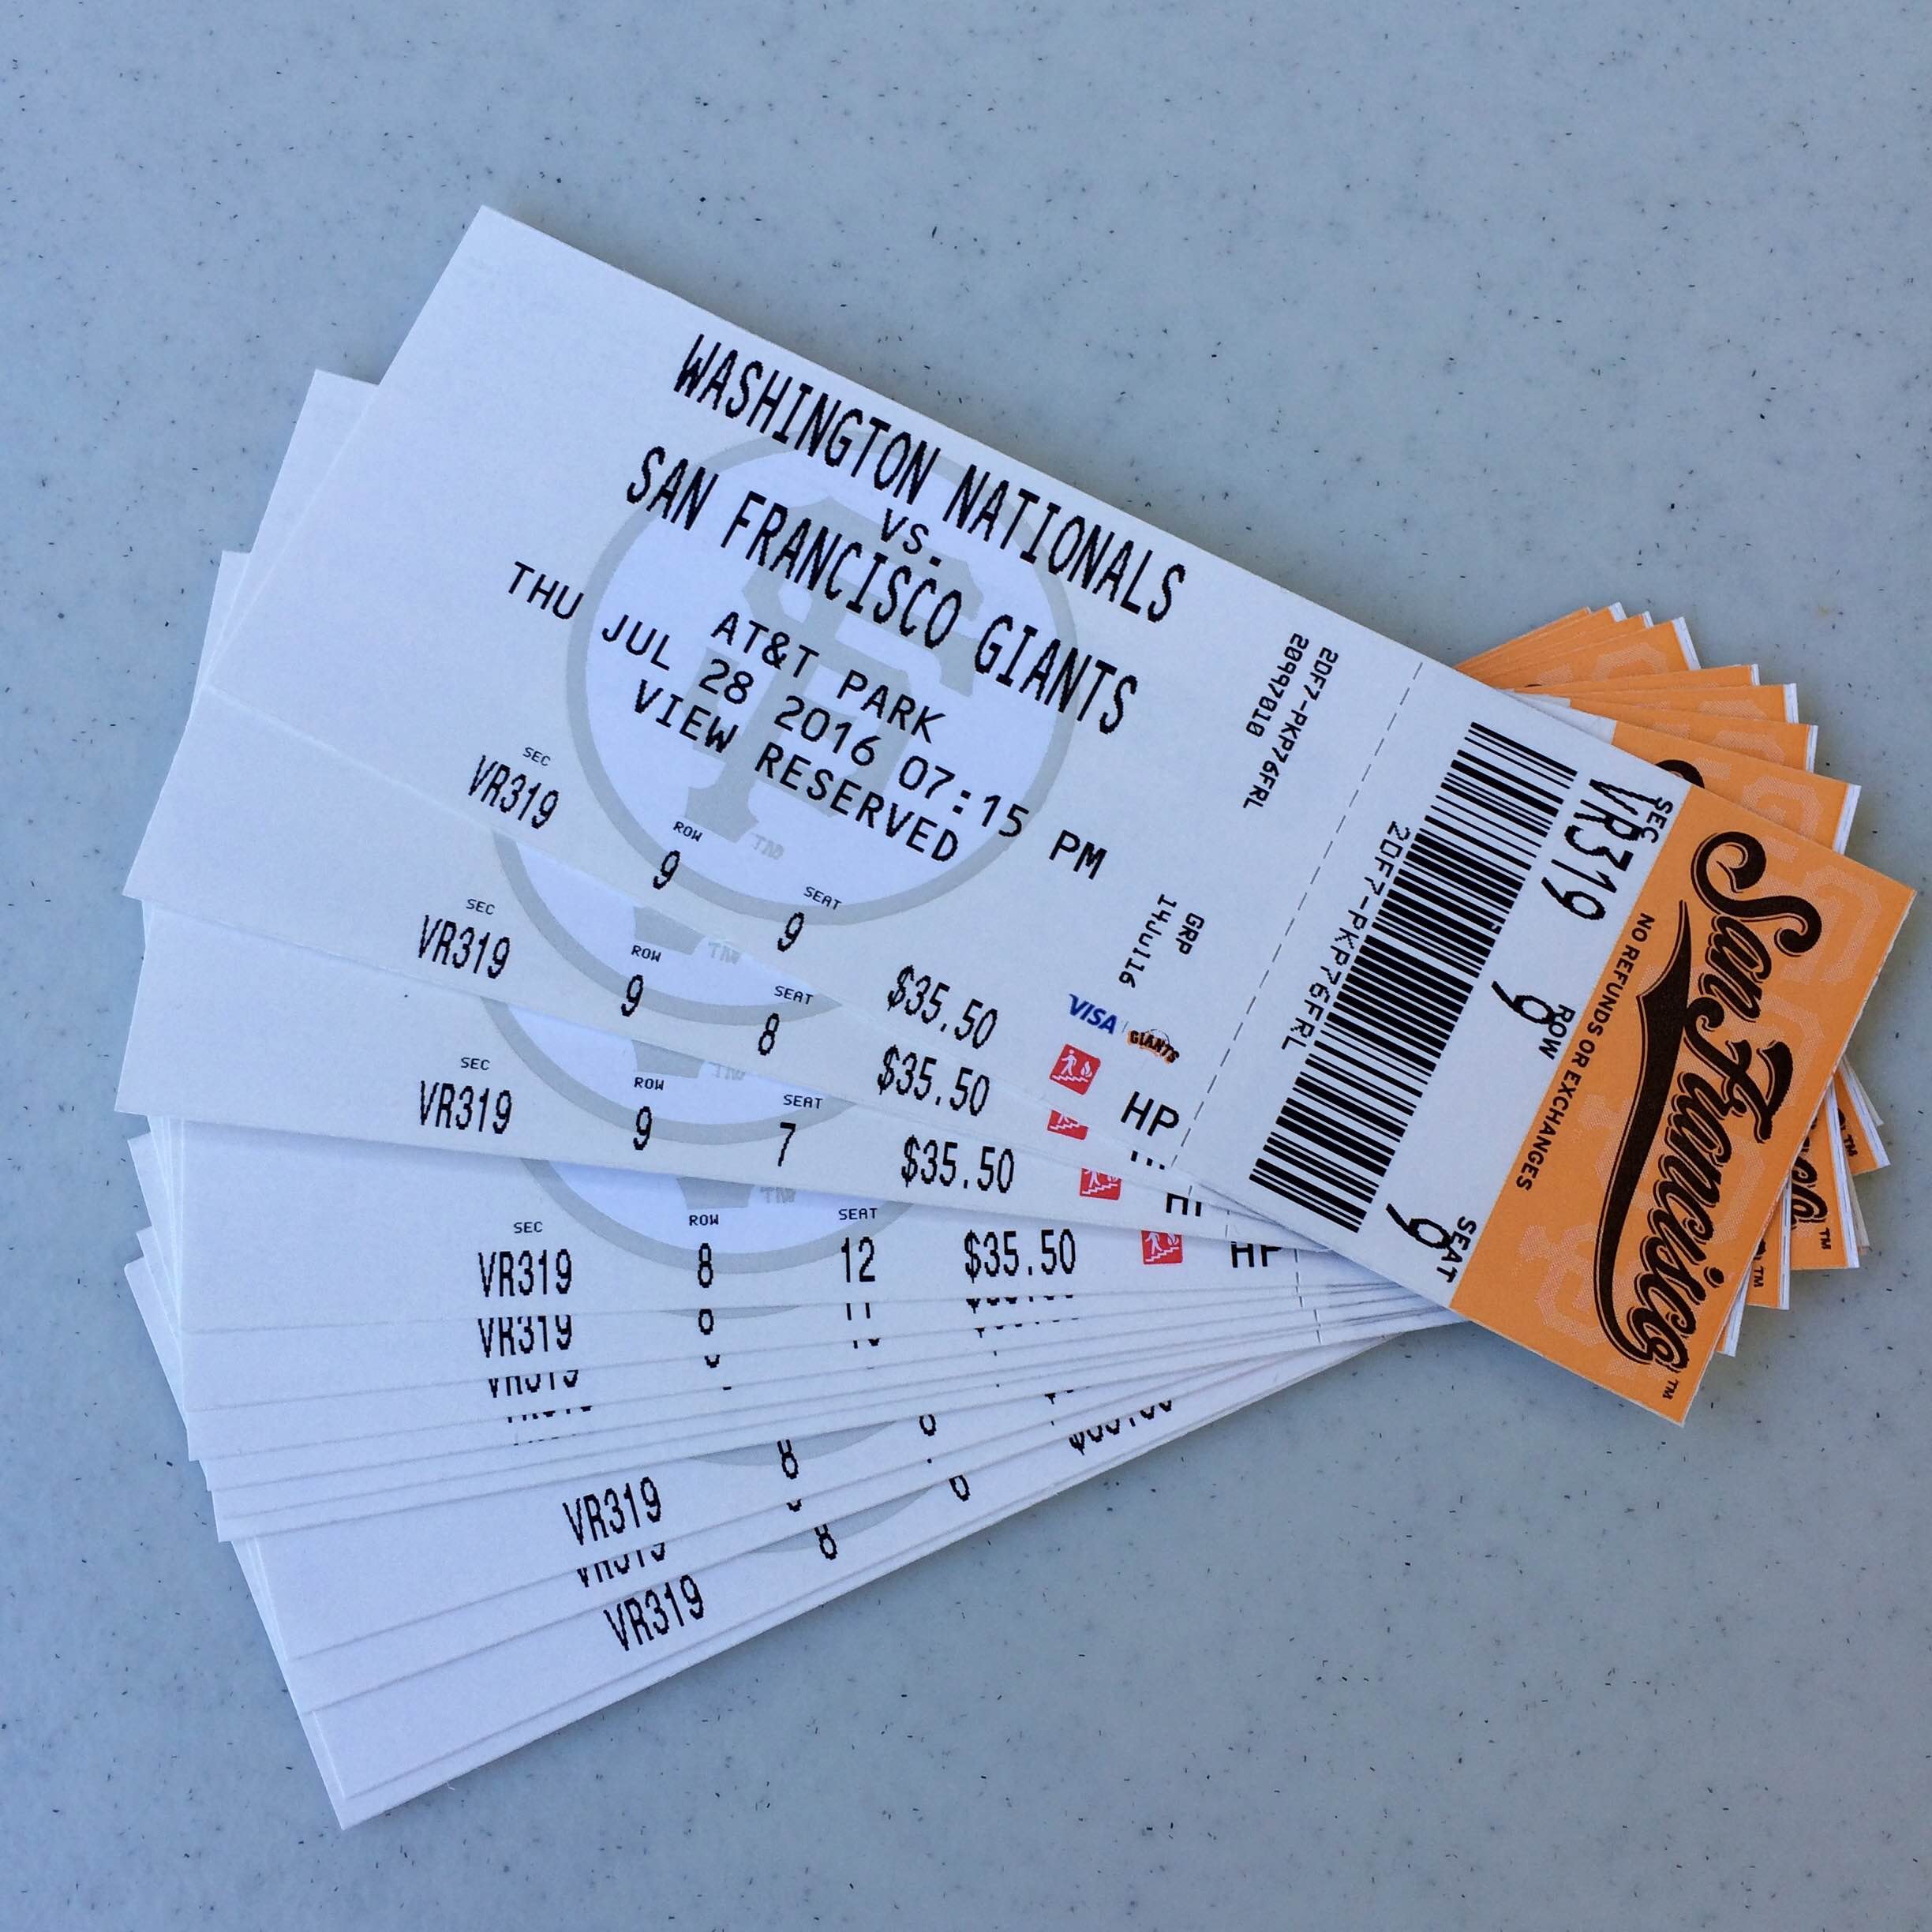 WASHINGTON NATIONALS
VS.
SAN FRANCISCO GIANTS
AT&T PARK
THU JUL 28 2016 07:15 PM
VIEW RESERVED
SEC ROW SEAT
VR319 9 9 $35.50
GRP
14Jul16
VISA GIANTS
HP
2DF7-PKP76FRL
20997010
2DF7-PKP76FRL
SEC ROW SEAT
VR319 9 9
NO REFUNDS OR EXCHANGES
San Francisco™
SEC ROW SEAT
VR319 9 8 $35.50
SEC ROW SEAT
VR319 9 7 $35.50
SEC ROW SEAT
VR319 8 12 $35.50
HP
VR319
VR319 8
VR319 8